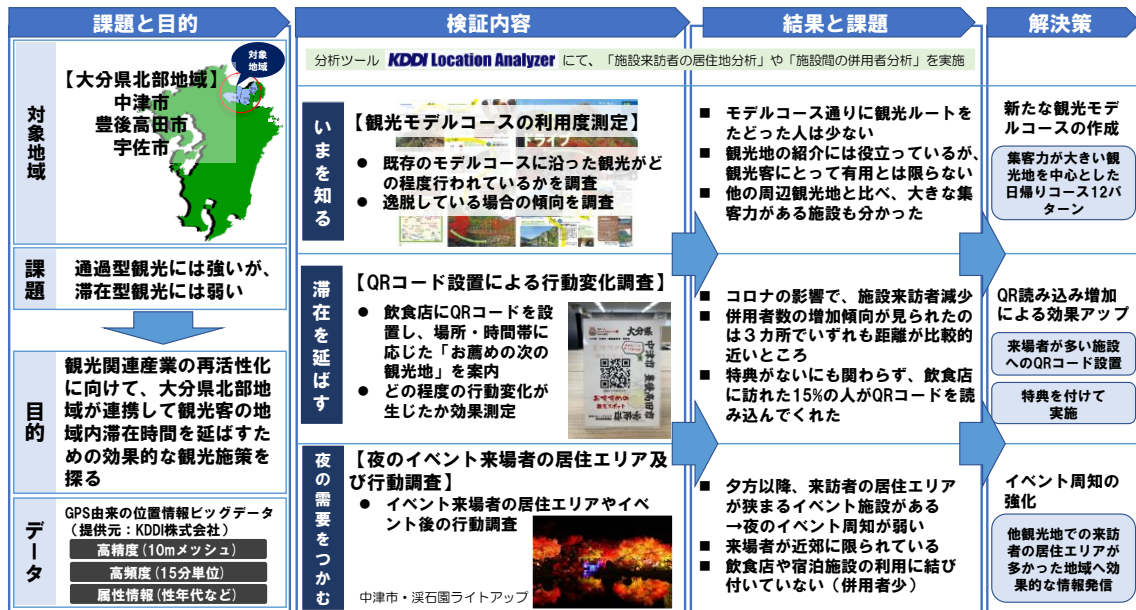 課題と目的
検証内容
結果と課題
解決策
対象地域
【大分県北部地域】
中津市
豊後高田市
宇佐市
対象
地域
課題
通過型観光には強いが、
滞在型観光には弱い
目的
観光関連産業の再活性化
に向けて、大分県北部地
域が連携して観光客の地
域内滞在時間を延ばすた
めの効果的な観光施策を
探る
データ
GPS由来の位置情報ビッグデータ
(提供元:KDDI株式会社)
高精度(10mメッシュ)
高頻度(15分単位)
属性情報(性年代など)
分析ツール KDDI Location Analyzer にて、「施設来訪者の居住地分析」や「施設間の併用者分析」を実施
いまを知る
【観光モデルコースの利用度測定】
● 既存のモデルコースに沿った観光がど
の程度行われているかを調査
● 逸脱している場合の傾向を調査
■ モデルコース通りに観光ルートを
たどった人は少ない
■ 観光地の紹介には役立っているが、
観光客にとって有用とは限らない
■ 他の周辺観光地と比べ、大きな集
客力がある施設も分かった
新たな観光モデ
ルコースの作成
集客力が大きい観
光地を中心とした
日帰りコース12パ
ターン
滞在を延ばす
【QRコード設置による行動変化調査】
● 飲食店にQRコードを設
置し、場所・時間帯に
応じた「お薦めの次の
観光地」を案内
● どの程度の行動変化が
生じたか効果測定
大分県
中津市 豊後高田市
宇佐市
おすすめの
■ コロナの影響で、施設来訪者減少
■ 併用者数の増加傾向が見られたの
は3カ所でいずれも距離が比較的
近いところ
■ 特典がないにも関わらず、飲食店
に訪れた15%の人がQRコードを読
み込んでくれた
QR読み込み増加
による効果アップ
来場者が多い施設
へのQRコード設置
特典を付けて
実施
夜の需要をつかむ
【夜のイベント来場者の居住エリア及
び行動調査】
● イベント来場者の居住エリアやイベ
ント後の行動調査
中津市・渓石園ライトアップ
■ 夕方以降、来訪者の居住エリア
が狭まるイベント施設がある
→夜のイベント周知が弱い
■ 来場者が近郊に限られている
■ 飲食店や宿泊施設の利用に結び
付いていない(併用者少)
イベント周知の
強化
他観光地での来訪
者の居住エリアが
多かった地域へ効
果的な情報発信